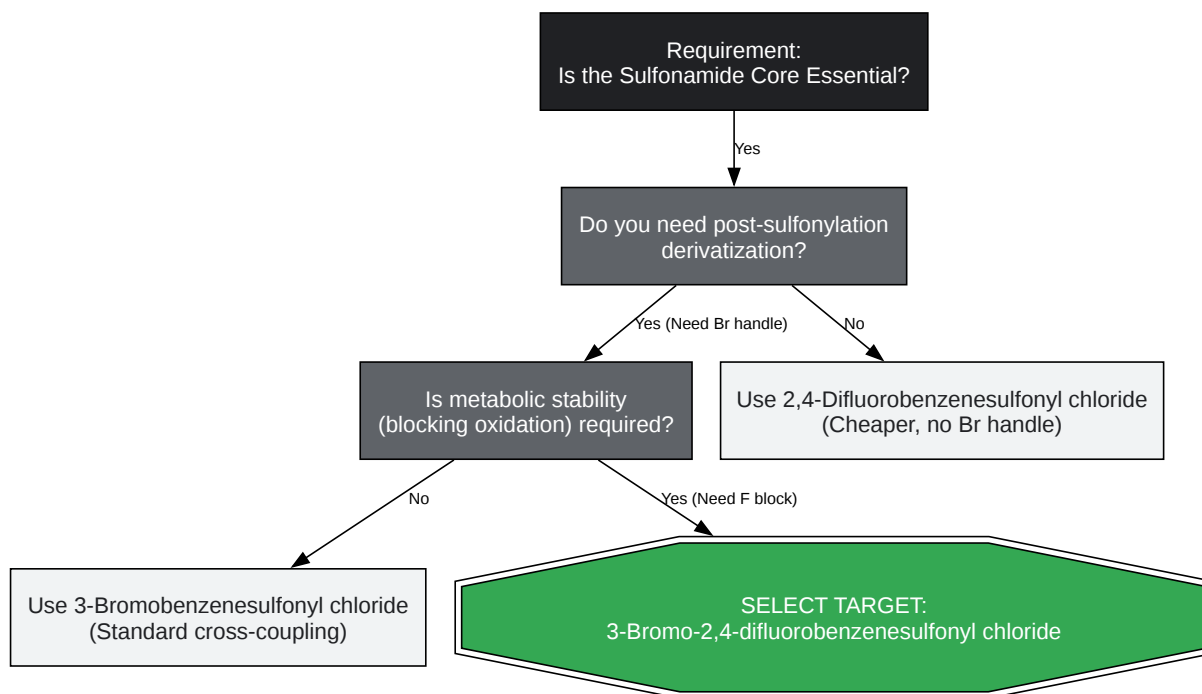 Requirement:
Is the Sulfonamide Core Essential?
Yes
Do you need post-sulfonylation
derivatization?
Yes (Need Br handle)
No
Is metabolic stability
(blocking oxidation) required?
Use 2,4-Difluorobenzenesulfonyl chloride
(Cheaper, no Br handle)
No
Yes (Need F block)
Use 3-Bromobenzenesulfonyl chloride
(Standard cross-coupling)
SELECT TARGET:
3-Bromo-2,4-difluorobenzenesulfonyl chloride